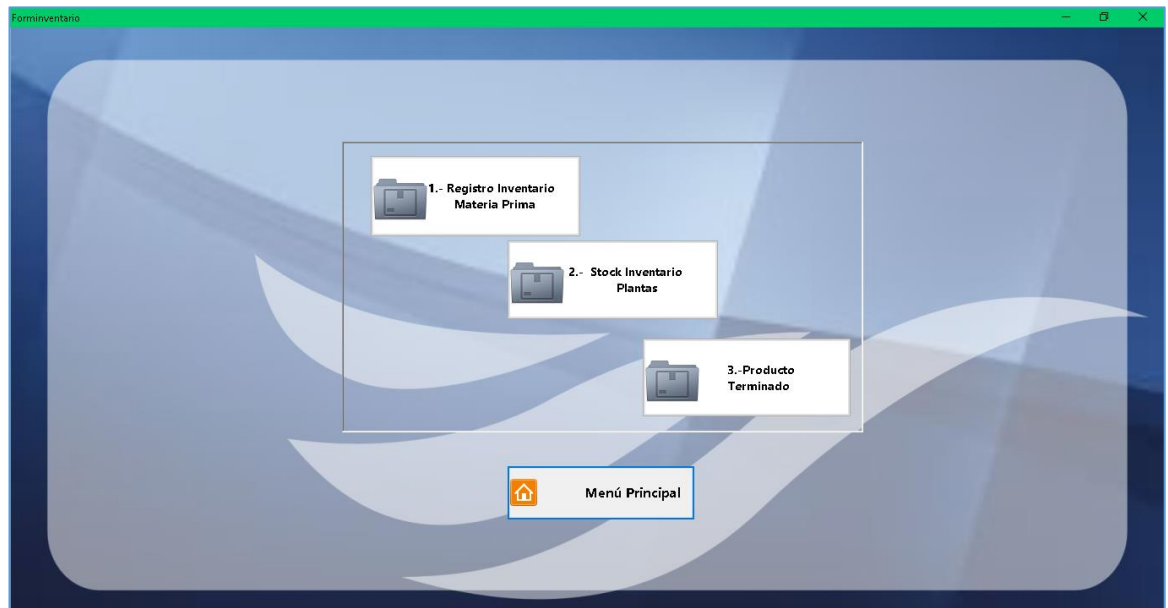 Forminventario
1.- Registro Inventario
Materia Prima
2.- Stock Inventario
Plantas
3.-Producto
Terminado
Menú Principal